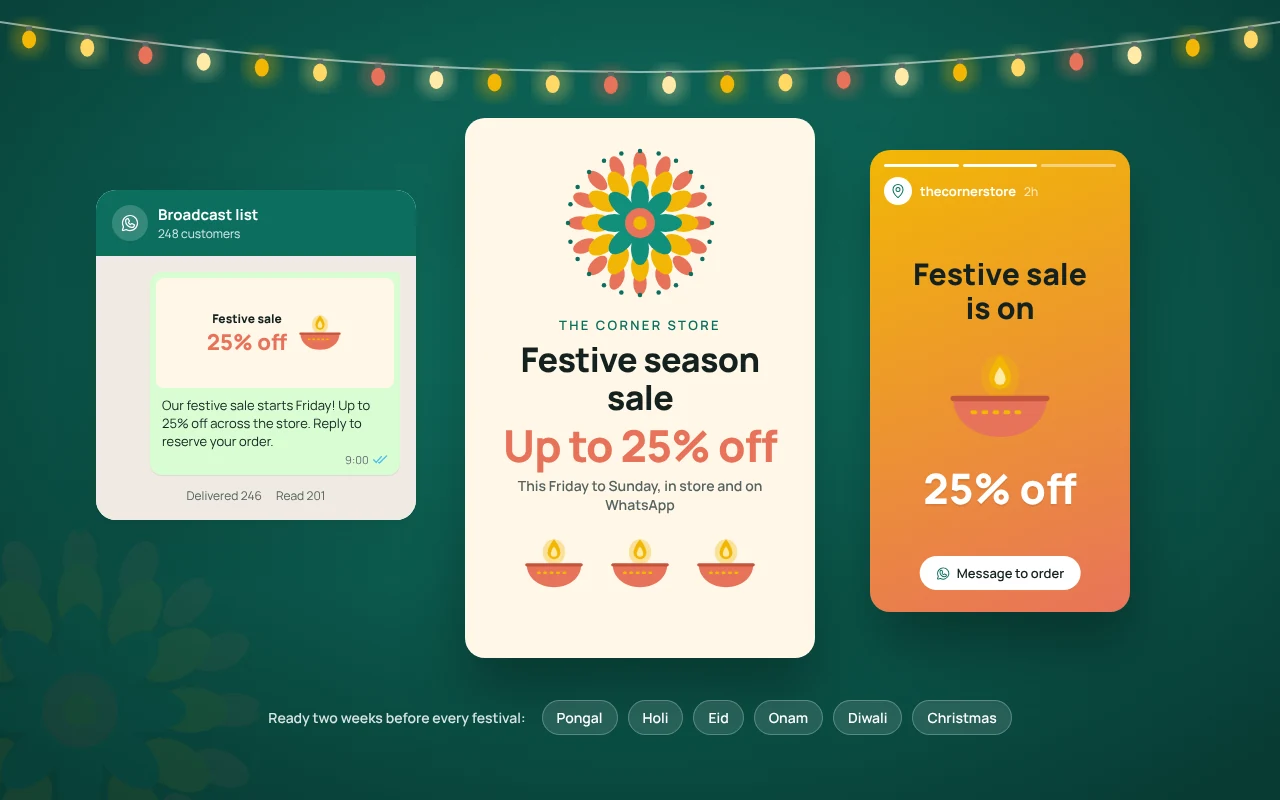 Broadcast list
248 customers
Festive sale
25% off
Our festive sale starts Friday! Up to
25% off across the store. Reply to
reserve your order.
9:00
Delivered 246 Read 201
THE CORNER STORE
Festive season
sale
Up to 25% off
This Friday to Sunday, in store and on
WhatsApp
thecornerstore 2h
Festive sale
is on
25% off
Message to order
Ready two weeks before every festival: Pongal Holi Eid Onam Diwali Christmas